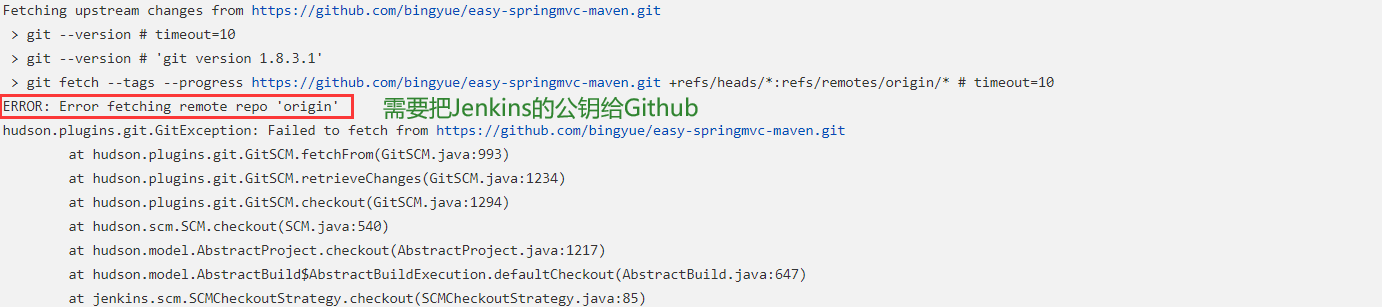 Fetching upstream changes from https://github.com/bingyue/easy-springmvc-maven.git
> git --version # timeout=10
> git --version # 'git version 1.8.3.1'
> git fetch --tags --progress https://github.com/bingyue/easy-springmvc-maven.git +refs/heads/*:refs/remotes/origin/* # timeout=10
ERROR: Error fetching remote repo 'origin' 需要把Jenkins的公钥给Github
hudson.plugins.git.GitException: Failed to fetch from https://github.com/bingyue/easy-springmvc-maven.git
at hudson.plugins.git.GitSCM.fetchFrom(GitSCM.java:993)
at hudson.plugins.git.GitSCM.retrieveChanges(GitSCM.java:1234)
at hudson.plugins.git.GitSCM.checkout(GitSCM.java:1294)
at hudson.scm.SCM.checkout(SCM.java:540)
at hudson.model.AbstractProject.checkout(AbstractProject.java:1217)
at hudson.model.AbstractBuild$AbstractBuildExecution.defaultCheckout(AbstractBuild.java:647)
at jenkins.scm.SCMCheckoutStrategy.checkout(SCMCheckoutStrategy.java:85)